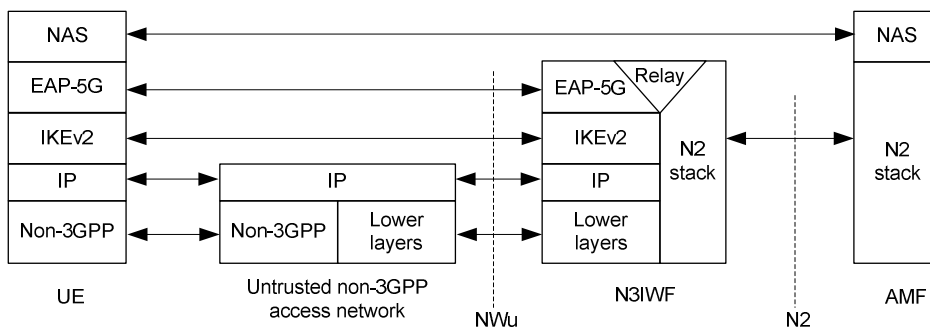 NAS
NAS
EAP-5G
EAP-5G
Relay
IKEv2
IKEv2
N2
stack
N2
stack
IP
IP
IP
Non-3GPP
Non-3GPP
Lower
layers
Lower
layers
UE
Untrusted non-3GPP
access network
NWu
N3IWF
N2
AMF